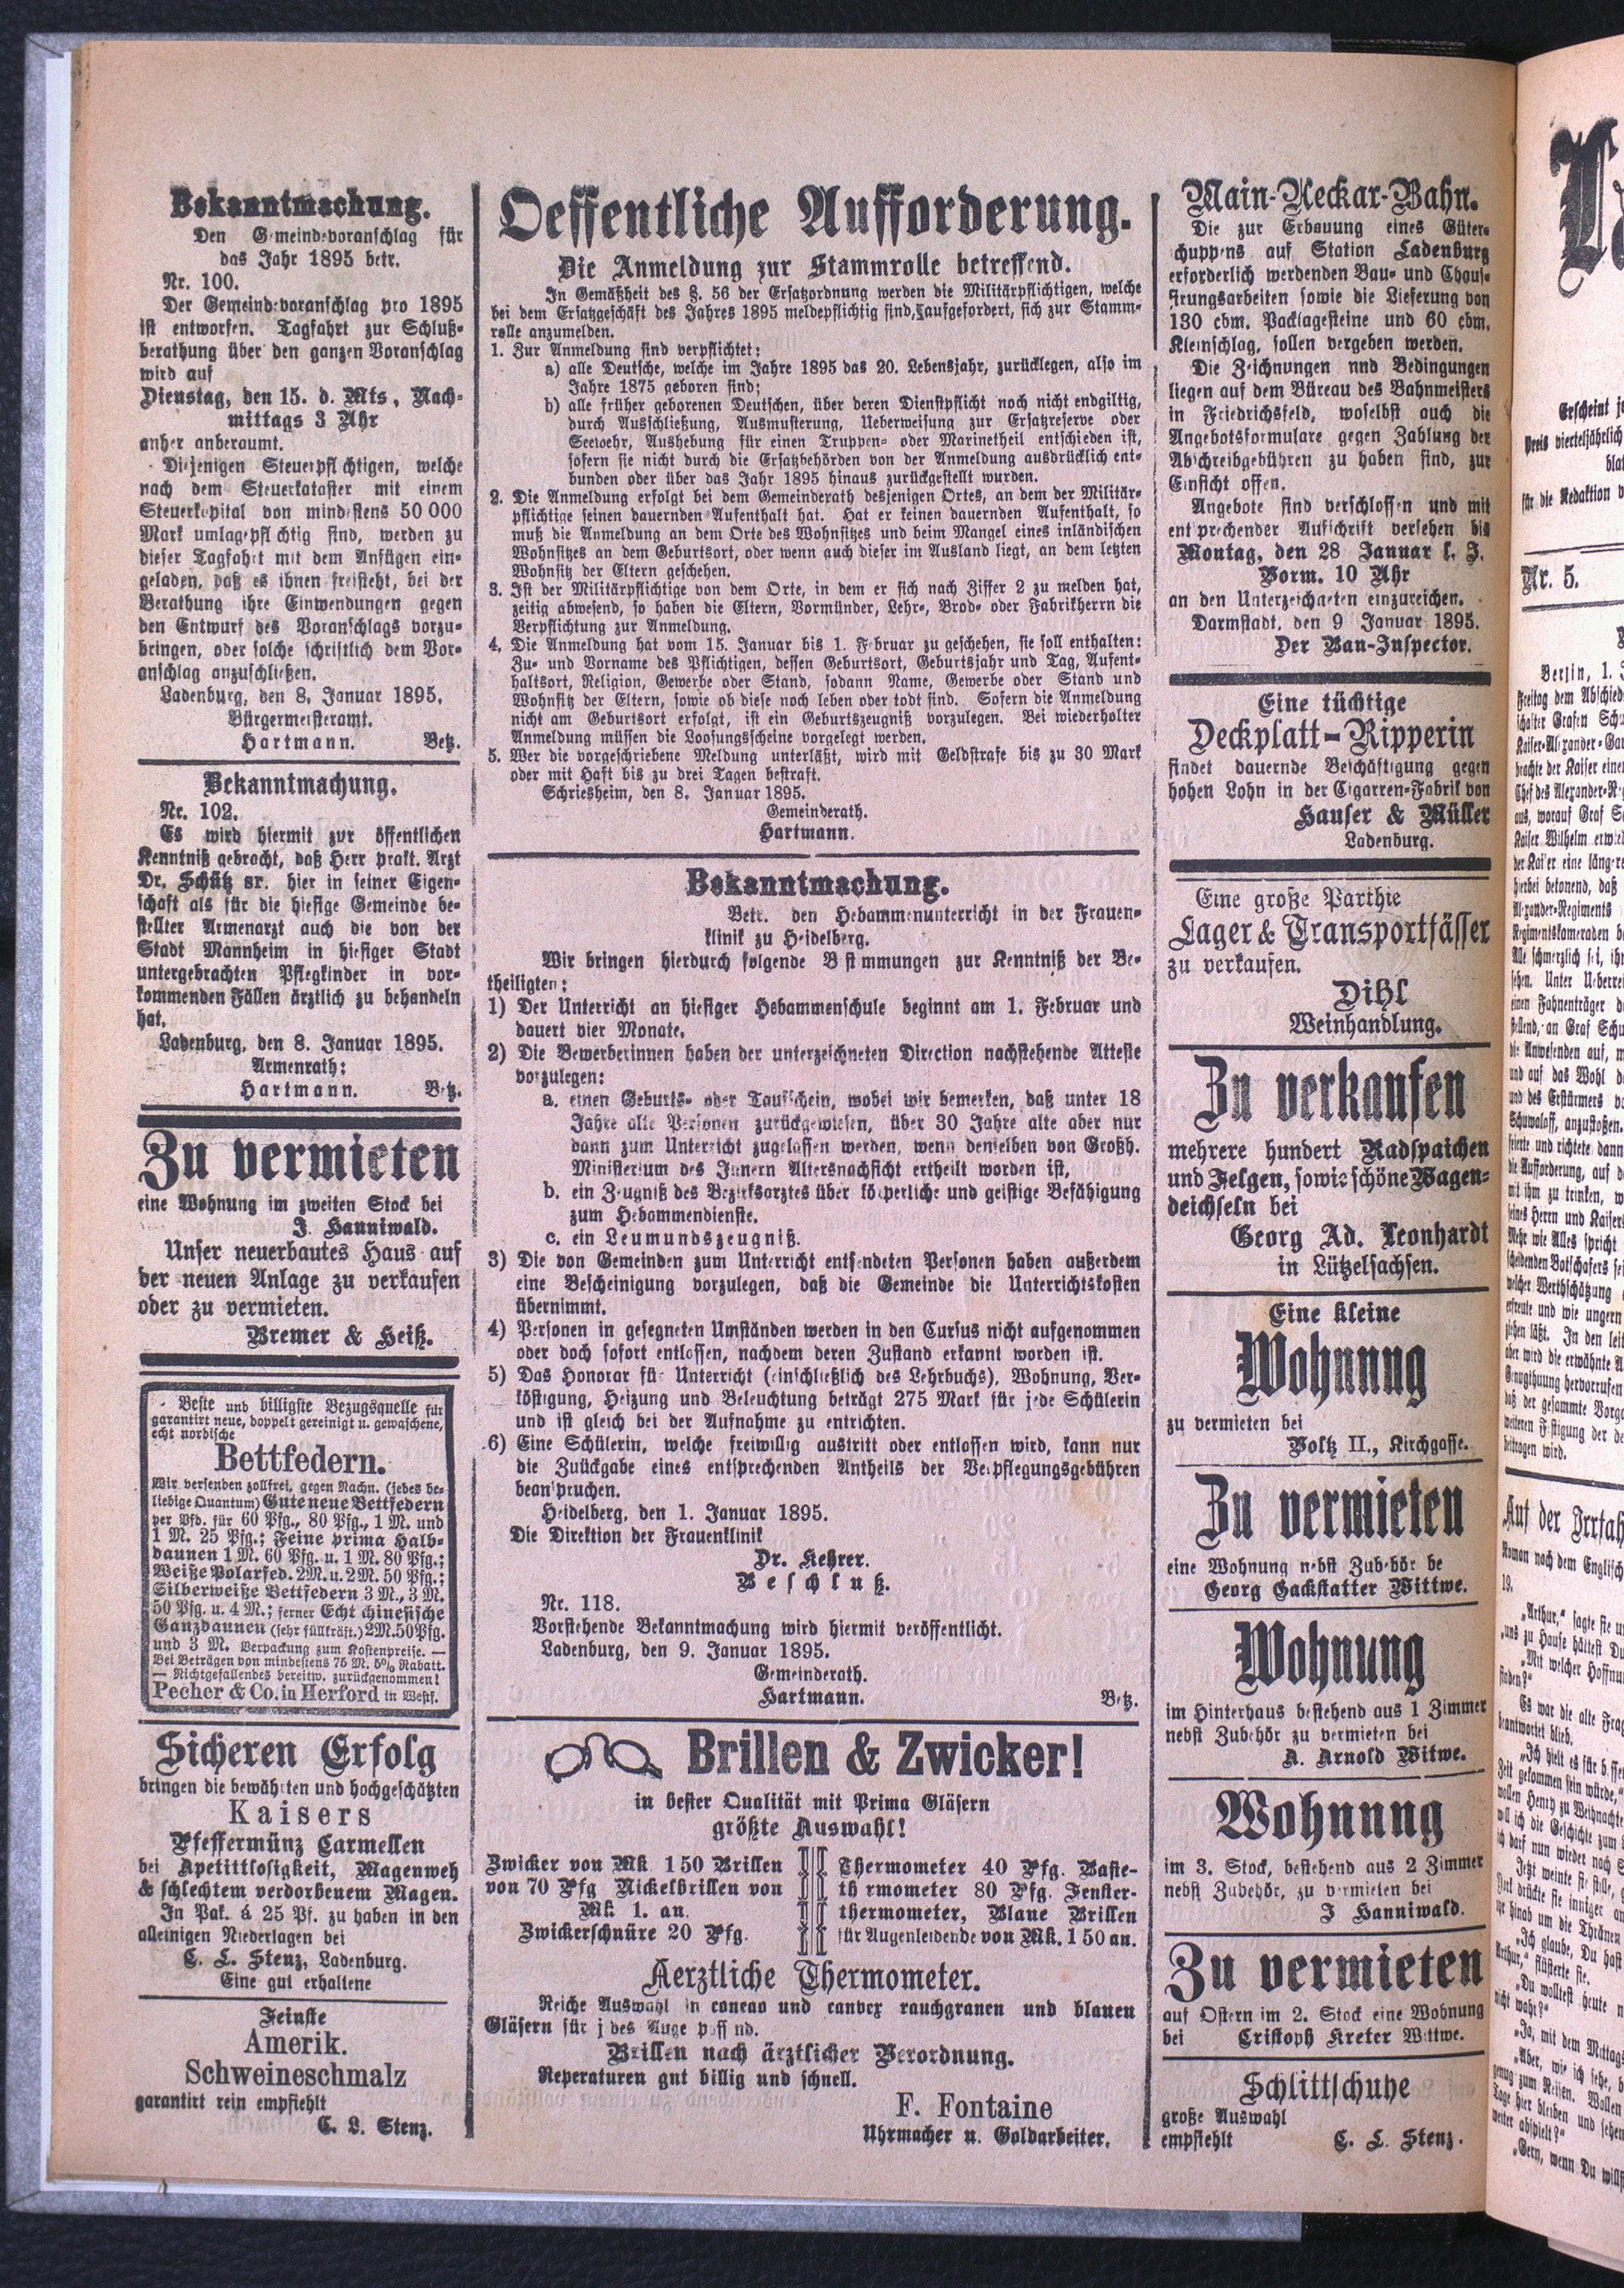 Bekanntmachung.
Den Gemeindevoranschlag für
das Jahr 1895 betr.
Nr. 100.
Der Gemeindevoranschlag pro 1895
ist entworfen. Tagfahrt zur Schluß-
berathung über den ganzen Voranschlag
wird auf
Dienstag, den 15. d. Mts, Nach-
mittags 3 Uhr
anher anberaumt.
Diejenigen Steuerpflichtigen, welche
nach dem Steuerkataster mit einem
Steuerkapital von mindestens 50 000
Mark umlagepflichtig sind, werden zu
dieser Tagfahrt mit dem Anfügen ein-
geladen, daß es ihnen freisteht, bei der
Berathung ihre Einwendungen gegen
den Entwurf des Voranschlags vorzu-
bringen, oder solche schriftlich dem Vor-
anschlag anzuschließen.
Ladenburg, den 8. Januar 1895.
Bürgermeisteramt.
Hartmann. Betz.
Bekanntmachung.
Nr. 102.
Es wird hiermit zur öffentlichen
Kenntniß gebracht, daß Herr prakt. Arzt
Dr. Schütz sr. hier in seiner Eigen-
schaft als für die hiesige Gemeinde be-
stellter Armenarzt auch die von der
Stadt Mannheim in hiesiger Stadt
untergebrachten Pflegkinder in vor-
kommenden Fällen ärztlich zu behandeln
hat.
Ladenburg, den 8. Januar 1895.
Armenrath:
Hartmann. Betz.
Zu vermieten
eine Wohnung im zweiten Stock bei
J. Hanniwald.
Unser neuerbautes Haus auf
der neuen Anlage zu verkaufen
oder zu vermieten.
Bremer & Heiß.
Beste und billigste Bezugsquelle für
garantirt neue, doppelt gereinigt u. gewaschene,
echt nordische
Bettfedern.
Wir versenden zollfrei, gegen Nachn. (jedes be-
liebige Quantum) Gute neue Bettfedern
per Pfd. für 60 Pfg., 80 Pfg., 1 M. und
1 M. 25 Pfg.; Feine prima Halb-
daunen 1 M. 60 Pfg. u. 1 M. 80 Pfg.;
Weiße Polarfed. 2M. u. 2M. 50 Pfg.;
Silberweiße Bettfedern 3 M., 3 M.
50 Pfg. u. 4 M.; ferner Echt chinesische
Ganzdaunen (sehr füllkräft.) 2M. 50Pfg.
und 3 M. Verpackung zum Kostenpreise. —
Bei Beträgen von mindestens 75 M. 5% Rabatt.
— Nichtgefallendes bereitw. zurückgenommen!
Pecher & Co. in Herford in Westf.
Sicheren Erfolg
bringen die bewährten und hochgeschätzten
Kaisers
Pfeffermünz Carmellen
bei Apetittlosigkeit, Magenweh
& schlechtem verdorbenem Magen.
In Pak. á 25 Pf. zu haben in den
alleinigen Niederlagen bei
C. L. Stenz, Ladenburg.
Eine gut erhaltene
Feinste
Amerik.
Schweineschmalz
garantirt rein empfiehlt
C. L. Stenz.
Oeffentliche Aufforderung.
Die Anmeldung zur Stammrolle betreffend.
In Gemäßheit des §. 56 der Ersatzordnung werden die Militärpflichtigen, welche
bei dem Ersatzgeschäft des Jahres 1895 meldepflichtig sind, aufgefordert, sich zur Stamm-
rolle anzumelden.
1. Zur Anmeldung sind verpflichtet:
a) alle Deutsche, welche im Jahre 1895 das 20. Lebensjahr, zurücklegen, also im
Jahre 1875 geboren sind;
b) alle früher geborenen Deutschen, über deren Dienstpflicht noch nicht endgiltig,
durch Ausschließung, Ausmusterung, Ueberweisung zur Ersatzreserve oder
Seewehr, Aushebung für einen Truppen- oder Marinetheil entschieden ist,
sofern sie nicht durch die Ersatzbehörden von der Anmeldung ausdrücklich ent-
bunden oder über das Jahr 1895 hinaus zurückgestellt wurden.
2. Die Anmeldung erfolgt bei dem Gemeinderath desjenigen Ortes, an dem der Militär-
pflichtige seinen dauernden Aufenthalt hat. Hat er keinen dauernden Aufenthalt, so
muß die Anmeldung an dem Orte des Wohnsitzes und beim Mangel eines inländischen
Wohnsitzes an dem Geburtsort, oder wenn auch dieser im Ausland liegt, an dem letzten
Wohnsitz der Eltern geschehen.
3. Ist der Militärpflichtige von dem Orte, in dem er sich nach Ziffer 2 zu melden hat,
zeitig abwesend, so haben die Eltern, Vormünder, Lehr-, Brod- oder Fabrikherrn die
Verpflichtung zur Anmeldung.
4. Die Anmeldung hat vom 15. Januar bis 1. Februar zu geschehen, sie soll enthalten:
Zu- und Vorname des Pflichtigen, dessen Geburtsort, Geburtsjahr und Tag, Aufent-
haltsort, Religion, Gewerbe oder Stand, sodann Name, Gewerbe oder Stand und
Wohnsitz der Eltern, sowie ob diese noch leben oder todt sind. Sofern die Anmeldung
nicht am Geburtsort erfolgt, ist ein Geburtszeugniß vorzulegen. Bei wiederholter
Anmeldung müssen die Loosungsscheine vorgelegt werden.
5. Wer die vorgeschriebene Meldung unterläßt, wird mit Geldstrafe bis zu 30 Mark
oder mit Haft bis zu drei Tagen bestraft.
Schriesheim, den 8. Januar 1895.
Gemeinderath.
Hartmann.
Bekanntmachung.
Betr. den Hebammenunterricht in der Frauen-
klinik zu Heidelberg.
Wir bringen hierdurch folgende Bestimmungen zur Kenntniß der Be-
theiligten:
1) Der Unterricht an hiesiger Hebammenschule beginnt am 1. Februar und
dauert vier Monate.
2) Die Bewerberinnen haben der unterzeichneten Direction nachstehende Atteste
vorzulegen:
a. einen Geburts- oder Taufschein, wobei wir bemerken, daß unter 18
Jahre alte Personen zurückgewiesen, über 30 Jahre alte aber nur
dann zum Unterricht zugelassen werden, wenn denselben von Großh.
Ministerium des Innern Altersnachsicht ertheilt worden ist,
b. ein Zeugniß des Bezirksarztes über körperliche und geistige Befähigung
zum Hebammendienste.
c. ein Leumundszeugniß.
3) Die von Gemeinden zum Unterricht entsendeten Personen haben außerdem
eine Bescheinigung vorzulegen, daß die Gemeinde die Unterrichtskosten
übernimmt.
4) Personen in gesegneten Umständen werden in den Cursus nicht aufgenommen
oder doch sofort entlassen, nachdem deren Zustand erkannt worden ist.
5) Das Honorar für Unterricht (einschließlich des Lehrbuchs), Wohnung, Ver-
köstigung, Heizung und Beleuchtung beträgt 275 Mark für jede Schülerin
und ist gleich bei der Aufnahme zu entrichten.
6) Eine Schülerin, welche freiwillig austritt oder entlassen wird, kann nur
die Zuückgabe eines entsprechenden Antheils der Verpflegungsgebühren
beanspruchen.
Heidelberg, den 1. Januar 1895.
Die Direktion der Frauenklinik
Dr. Kehrer.
Beschluß.
Nr. 118.
Vorstehende Bekanntmachung wird hiermit veröffentlicht.
Ladenburg, den 9. Januar 1895.
Gemeinderath.
Hartmann. Betz.
Brillen & Zwicker!
in bester Qualität mit Prima Gläsern
größte Auswahl!
Zwicker von Mk 1 50 Brillen
von 70 Pfg Nickelbrillen von
Mk 1. an.
Zwickerschnüre 20 Pfg.
Thermometer 40 Pfg. Baste-
thermometer 80 Pfg. Fenster-
thermometer, Blaue Brillen
für Augenleidende von Mk. 1 50 an.
Aerztliche Thermometer.
Reiche Auswahl in concav und convex rauchgrauen und blauen
Gläsern für jedes Auge passend.
Brillen nach ärztlicher Verordnung.
Reperaturen gut billig und schnell.
F. Fontaine
Uhrmacher u. Goldarbeiter.
Main-Neckar-Bahn.
Die zur Erbauung eines Güter-
schuppens auf Station Ladenburg
erforderlich werdenden Bau- und Chaus-
sirungsarbeiten sowie die Lieferung von
130 cbm. Packlagesteine und 60 cbm.
Kleinschlag, sollen vergeben werden.
Die Zeichnungen nnd Bedingungen
liegen auf dem Büreau des Bahnmeisters
in Friedrichsfeld, woselbst auch die
Angebotsformulare gegen Zahlung der
Abschreibgebühren zu haben sind, zur
Einsicht offen.
Angebote sind verschlossen und mit
entsprechender Aufschrift versehen bis
Montag, den 28 Januar l. J.
Vorm. 10 Uhr
an den Unterzeichneten einzureichen.
Darmstadt, den 9 Januar 1895.
Der Bau-Inspector.
Eine tüchtige
Deckplatt-Ripperin
findet dauernde Beschäftigung gegen
hohen Lohn in der Cigarren-Fabrik von
Hauser & Müller
Ladenburg.
Eine große Parthie
Lager & Transportfässer
zu verkaufen.
Dihl
Weinhandlung.
Zu verkaufen
mehrere hundert Radspaichen
und Felgen, sowie schöne Wagen-
deichseln bei
Georg Ad. Leonhardt
in Lützelsachsen.
Eine kleine
Wohnung
zu vermieten bei
Voltz II., Kirchgasse.
Zu vermieten
eine Wohnung nebst Zubehör be
Georg Gackstatter Wittwe.
Wohnung
im Hinterhaus bestehend aus 1 Zimmer
nebst Zubehör zu vermieten bei
A. Arnold Witwe.
Wohnung
im 3. Stock, bestehend aus 2 Zimmer
nebst Zubehör, zu vermieten bei
J Hanniwald.
Zu vermieten
auf Ostern im 2. Stock eine Wohnung
bei Cristoph Kreter Wittwe.
Schlittschuhe
große Auswahl
empfiehlt C. L. Stenz.
Erscheint
Preis vierteljährlich
für die Redaktion
Nr. 5.
Berlin, 1.
Freitag dem Abschied
Auf der Irrfah
Roman nach dem Englisch
19.
„Arthur,“ sagte sie